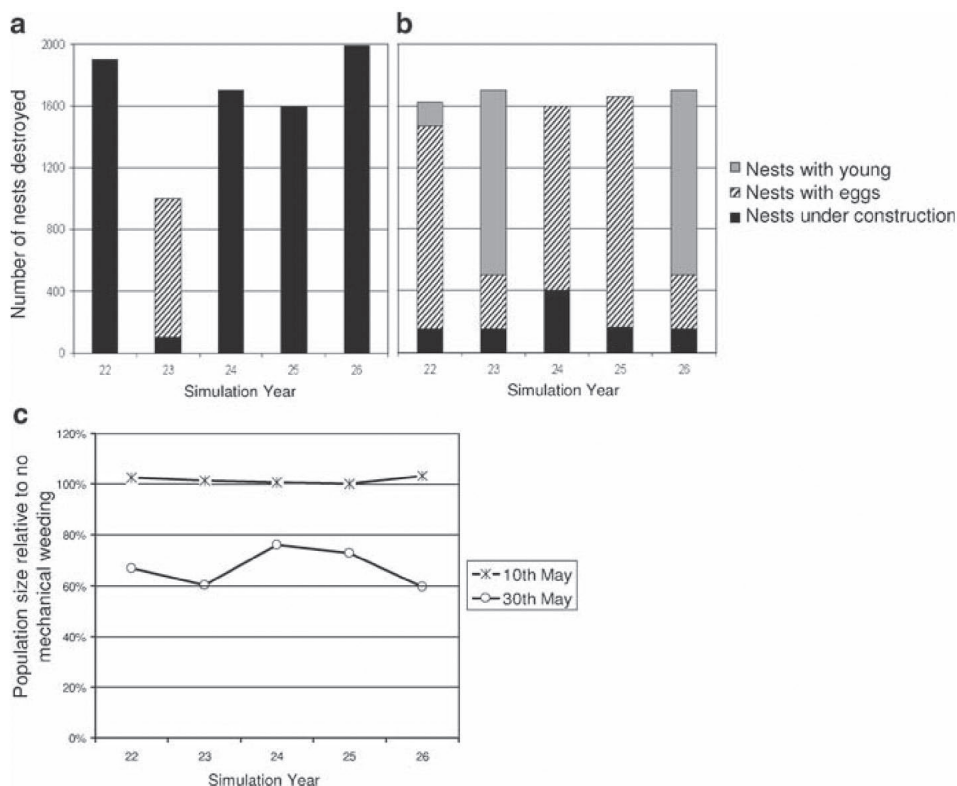 a
b
Number of nests destroyed
2000
1600
1200
800
400
0
22 23 24 25 26
Simulation Year
22 23 24 25 26
Simulation Year
Nests with young
Nests with eggs
Nests under construction
c
Population size relative to no
mechanical weeding
120%
100%
80%
60%
40%
20%
0%
22 23 24 25 26
Simulation Year
10th May
30th May